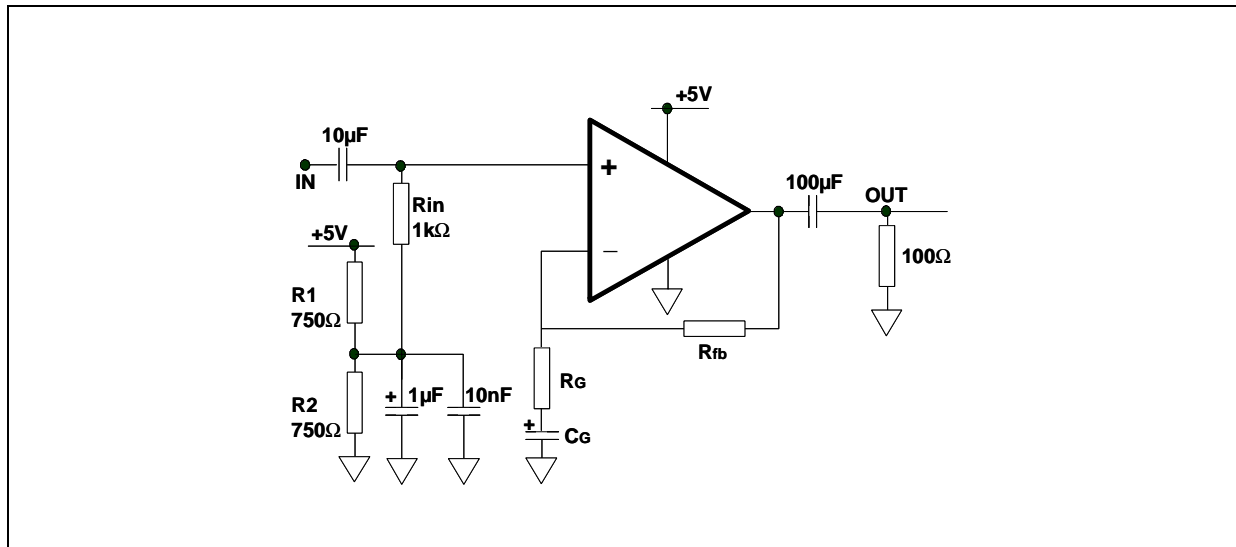 +5V
10µF
+
100µF
OUT
IN
Rin
1kΩ
+5V
−
100Ω
R1
750Ω
Rfb
RG
R2
750Ω
+
1µF
10nF
+
CG